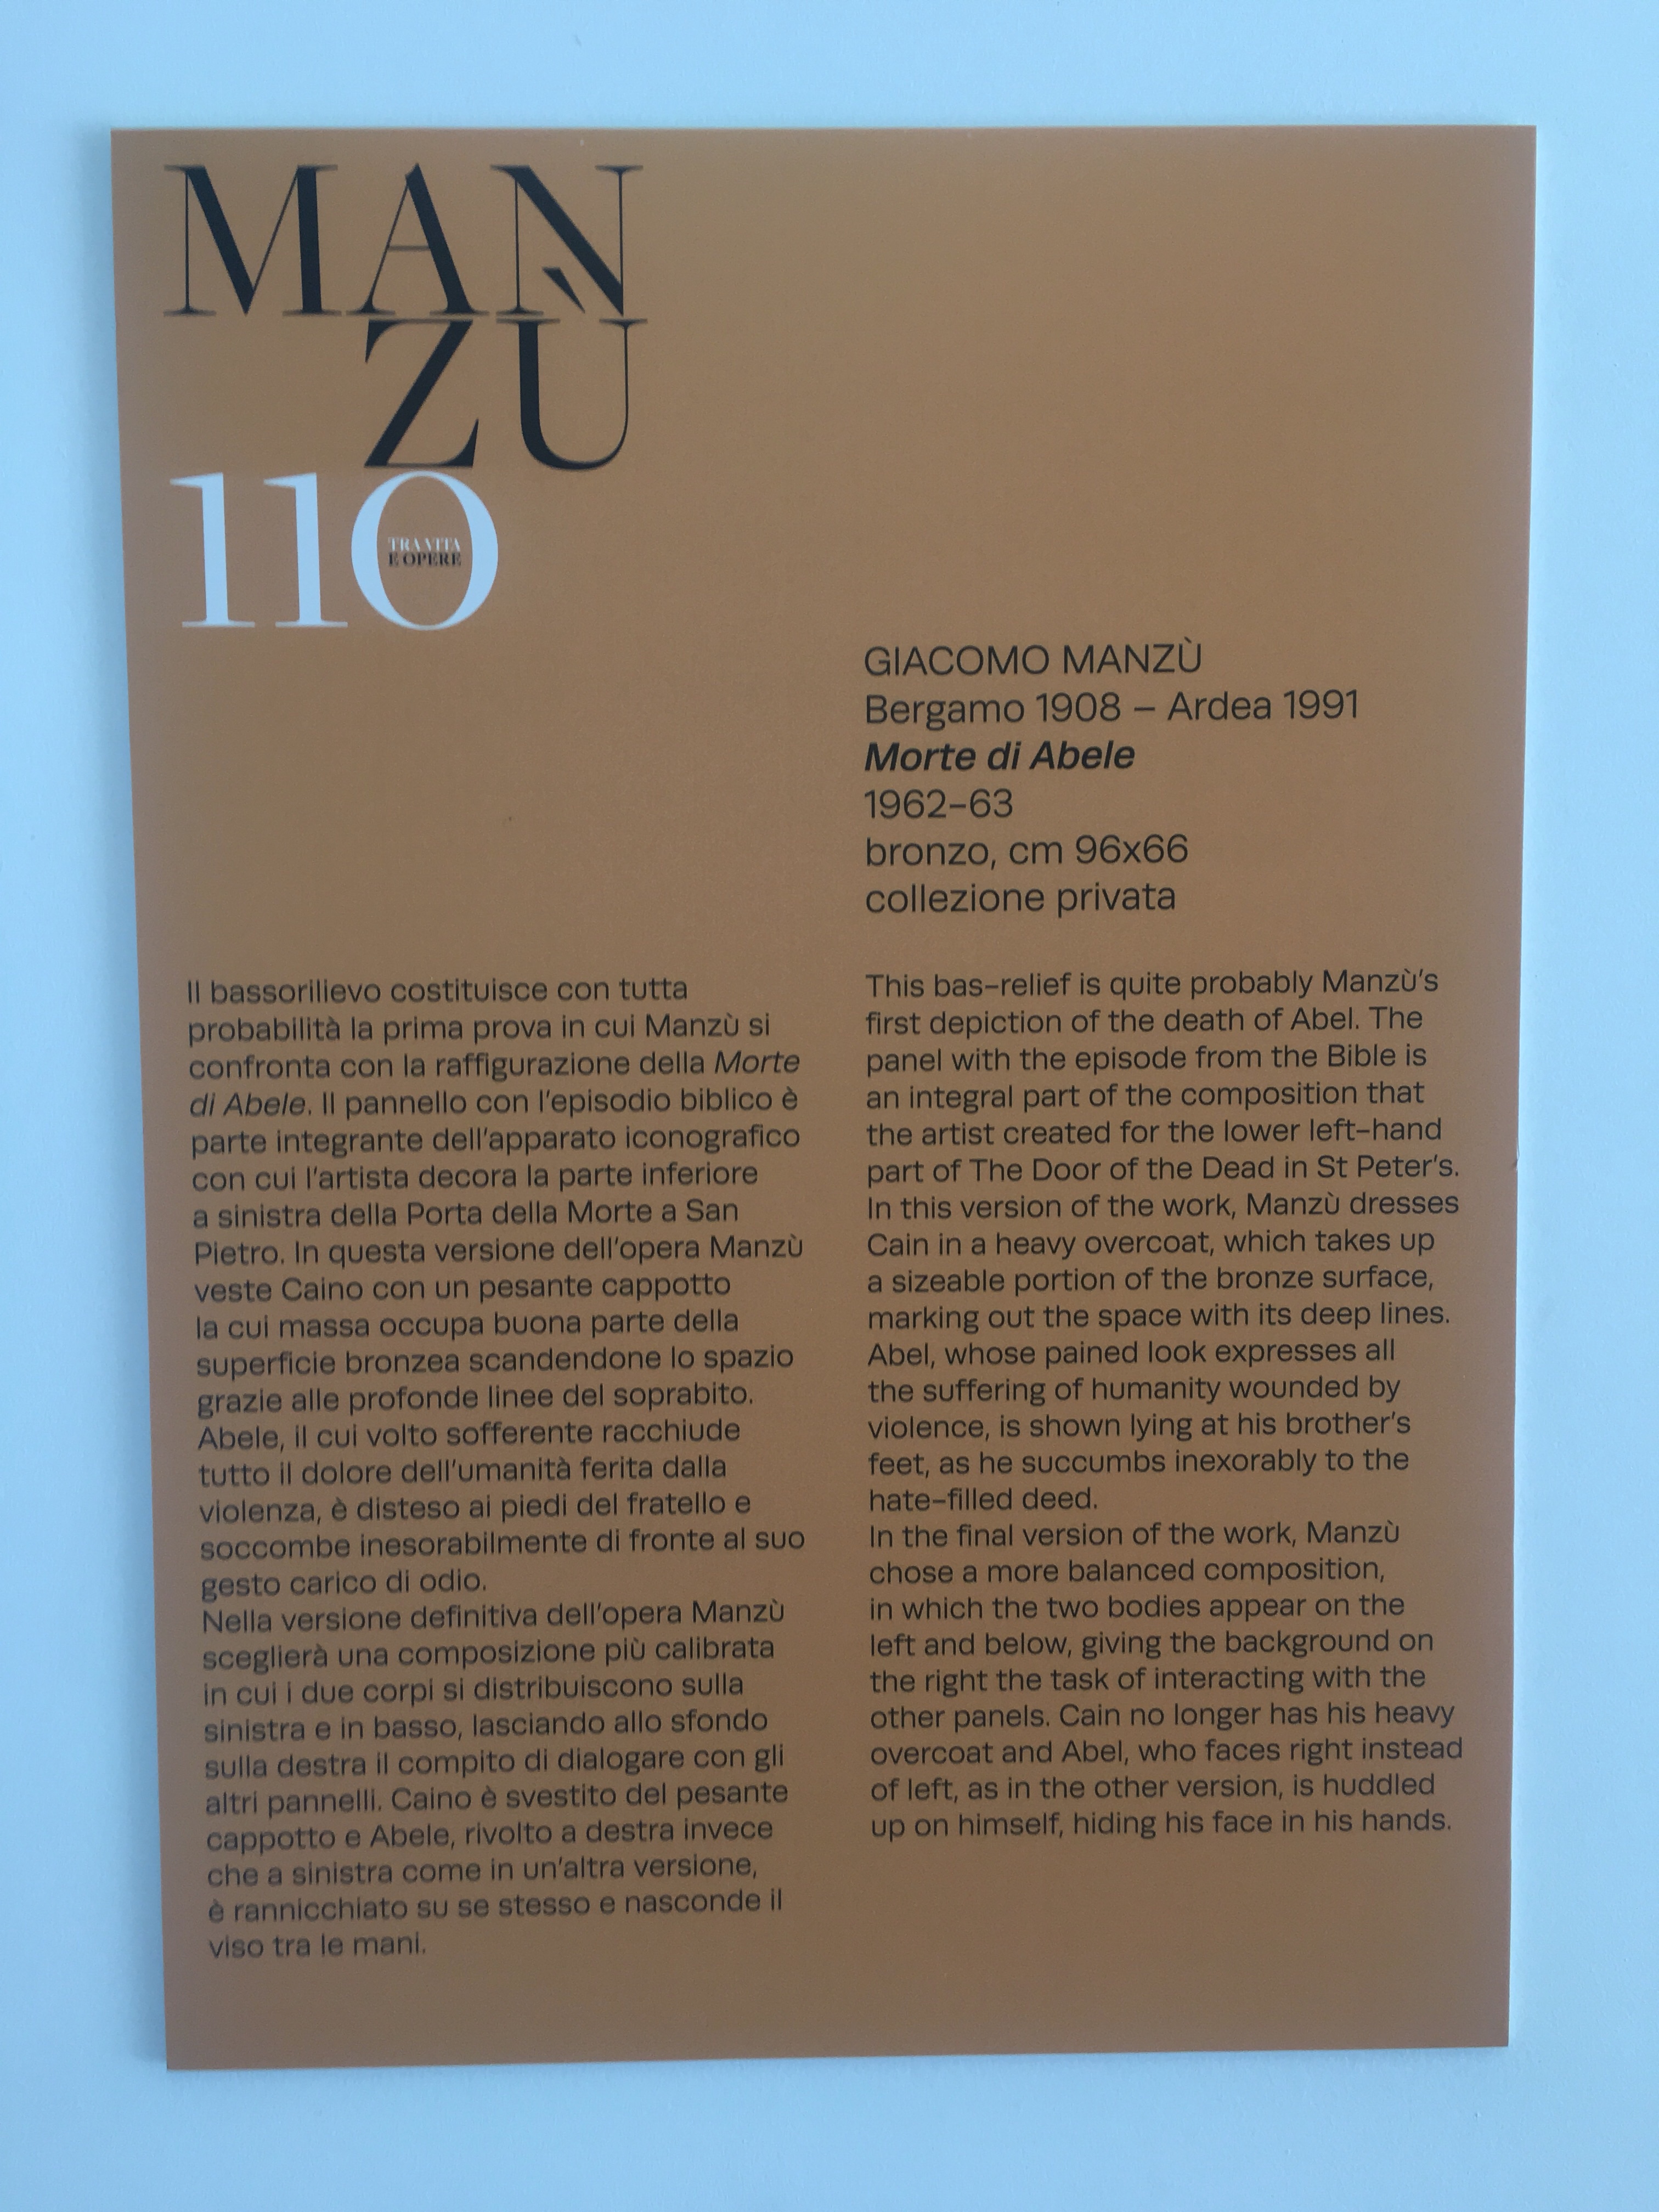 MAN
ZÙ
110
TRA VITA
E OPERE
GIACOMO MANZÙ
Bergamo 1908 – Ardea 1991
Morte di Abele
1962–63
bronzo, cm 96x66
collezione privata
Il bassorilievo costituisce con tutta
probabilità la prima prova in cui Manzù si
confronta con la raffigurazione della Morte
di Abele. Il pannello con l'episodio biblico è
parte integrante dell'apparato iconografico
con cui l'artista decora la parte inferiore
a sinistra della Porta della Morte a San
Pietro. In questa versione dell'opera Manzù
veste Caino con un pesante cappotto
la cui massa occupa buona parte della
superficie bronzea scandendone lo spazio
grazie alle profonde linee del soprabito.
Abele, il cui volto sofferente racchiude
tutto il dolore dell'umanità ferita dalla
violenza, è disteso ai piedi del fratello e
soccombe inesorabilmente di fronte al suo
gesto carico di odio.
Nella versione definitiva dell'opera Manzù
sceglierà una composizione più calibrata
in cui i due corpi si distribuiscono sulla
sinistra e in basso, lasciando allo sfondo
sulla destra il compito di dialogare con gli
altri pannelli. Caino è svestito del pesante
cappotto e Abele, rivolto a destra invece
che a sinistra come in un'altra versione,
è rannicchiato su se stesso e nasconde il
viso tra le mani.
This bas-relief is quite probably Manzù's
first depiction of the death of Abel. The
panel with the episode from the Bible is
an integral part of the composition that
the artist created for the lower left-hand
part of The Door of the Dead in St Peter's.
In this version of the work, Manzù dresses
Cain in a heavy overcoat, which takes up
a sizeable portion of the bronze surface,
marking out the space with its deep lines.
Abel, whose pained look expresses all
the suffering of humanity wounded by
violence, is shown lying at his brother's
feet, as he succumbs inexorably to the
hate-filled deed.
In the final version of the work, Manzù
chose a more balanced composition,
in which the two bodies appear on the
left and below, giving the background on
the right the task of interacting with the
other panels. Cain no longer has his heavy
overcoat and Abel, who faces right instead
of left, as in the other version, is huddled
up on himself, hiding his face in his hands.